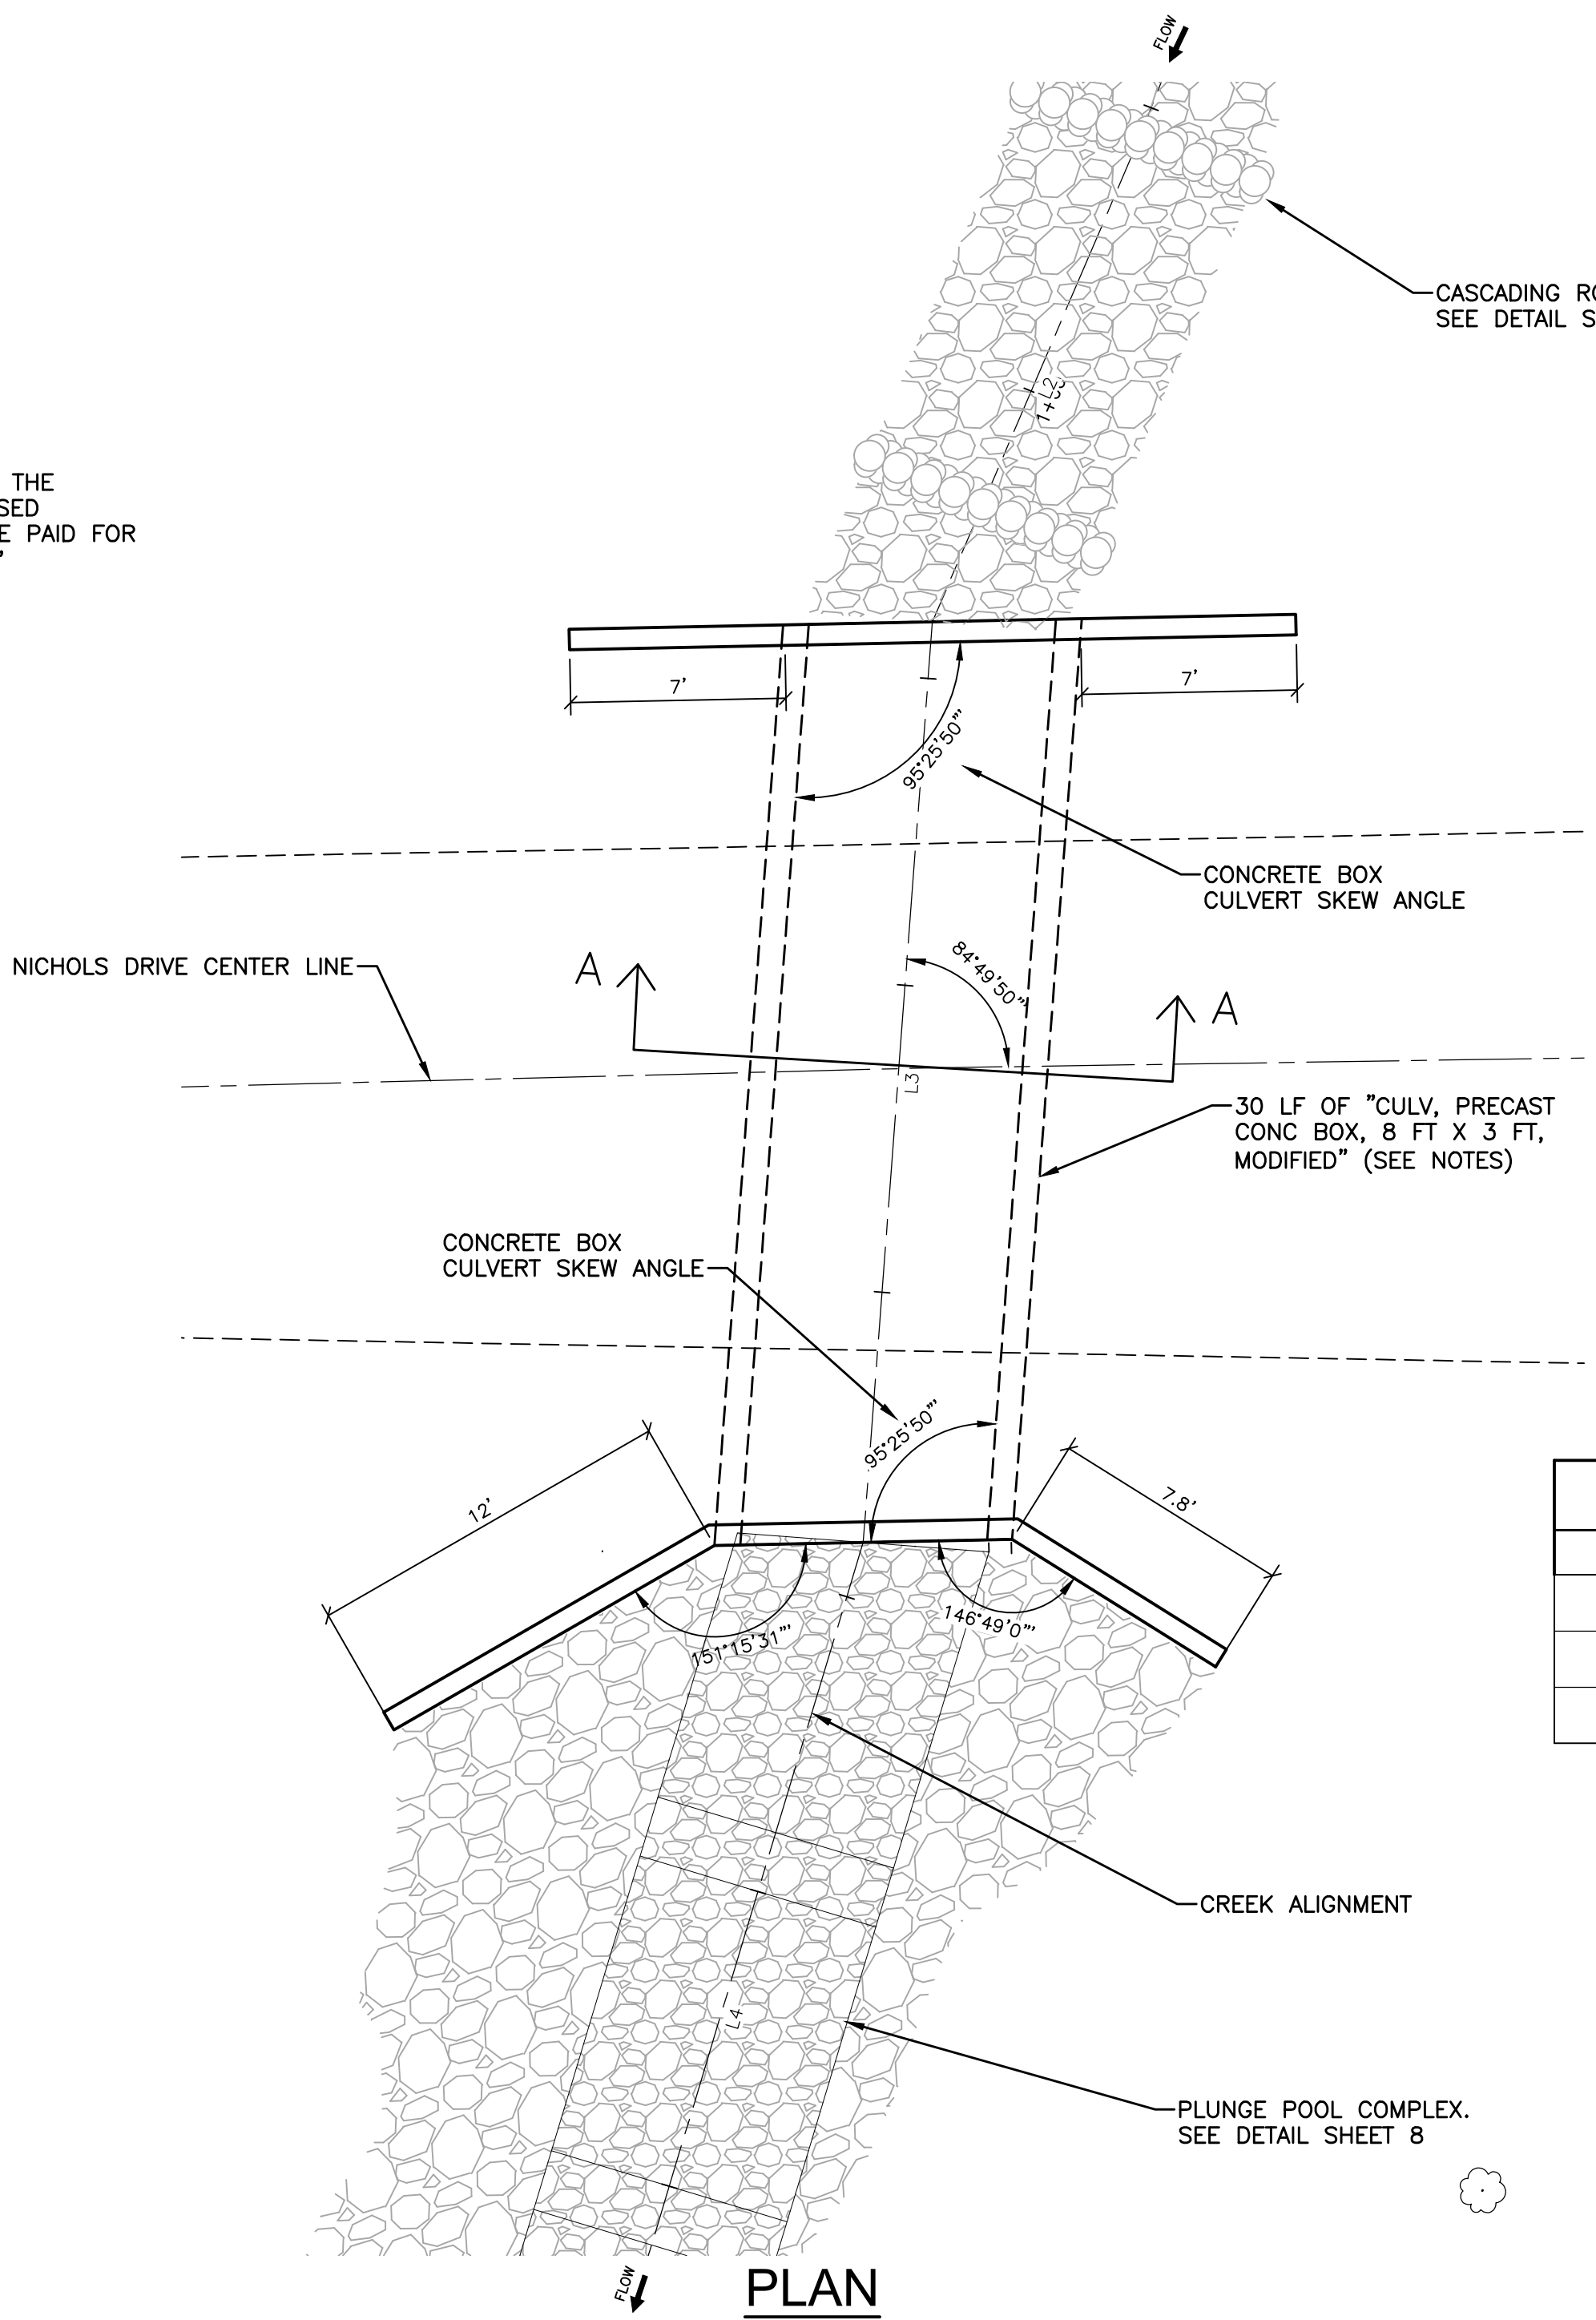 FLOW
CASCADING
SEE DETAIL
THE
PAID FOR
L2
7'
7'
95°25'50"'
CONCRETE BOX
CULVERT SKEW ANGLE
84°49'50"'
NICHOLS DRIVE CENTER LINE
A
A
L3
30 LF OF "CULV, PRECAST
CONC BOX, 8 FT X 3 FT,
MODIFIED" (SEE NOTES)
CONCRETE BOX
CULVERT SKEW ANGLE
95°25'50"'
12'
7.8'
151°15'31"'
146°49'0"'
CREEK ALIGNMENT
L4
PLUNGE POOL COMPLEX.
SEE DETAIL SHEET 8
FLOW
PLAN